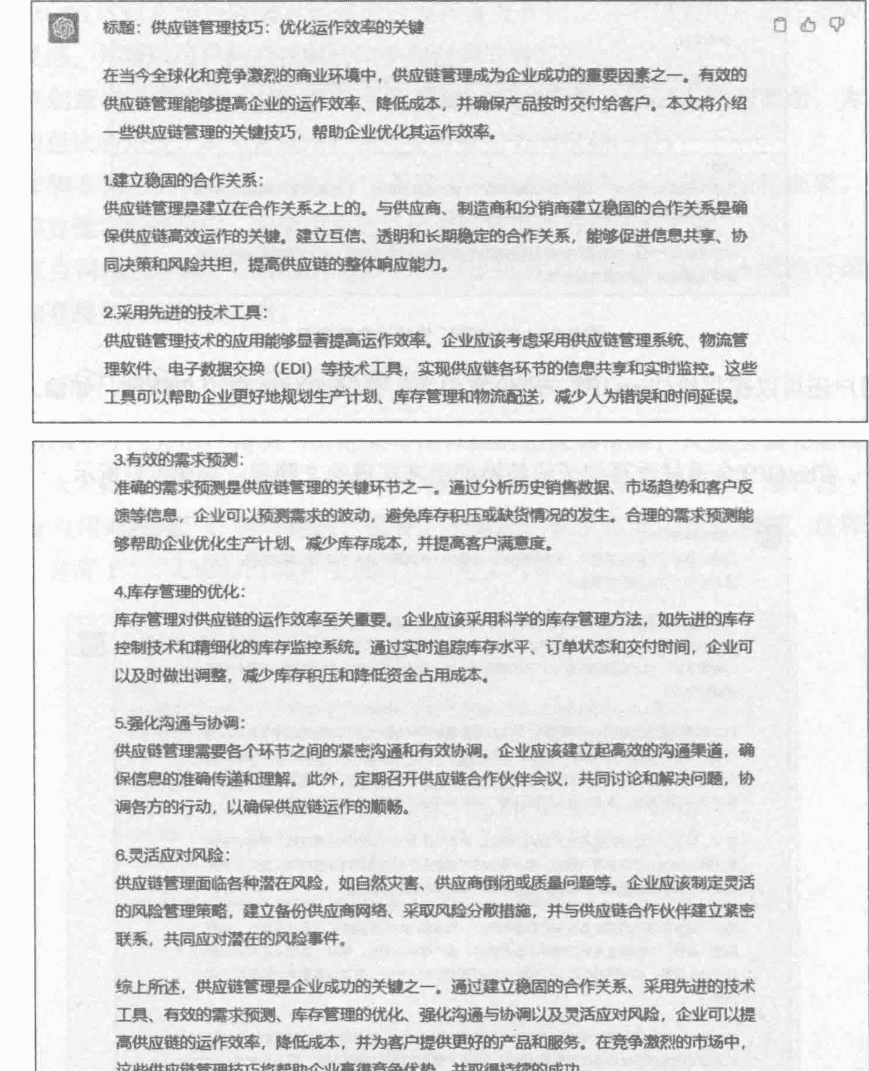 标题：供应链管理技巧：优化运作效率的关键
在当今全球化和竞争激烈的商业环境中，供应链管理成为企业成功的重要因素之一。有效的
供应链管理能够提高企业的运作效率、降低成本，并确保产品按时交付给客户。本文将介绍
一些供应链管理的关键技巧，帮助企业优化其运作效率。
1.建立稳固的合作关系：
供应链管理是建立在合作关系之上的。与供应商、制造商和分销商建立稳固的合作关系是确
保供应链高效运作的关键。建立互信、透明和长期稳定的合作关系，能够促进信息共享、协
同决策和风险共担，提高供应链的整体响应能力。
2.采用先进的技术工具：
供应链管理技术的应用能够显著提高运作效率。企业应该考虑采用供应链管理系统、物流管
理软件、电子数据交换（EDI）等技术工具，实现供应链各环节的信息共享和实时监控。这些
工具可以帮助企业更好地规划生产计划、库存管理和物流配送，减少人为错误和时间延误。
3.有效的需求预测：
准确的需求预测是供应链管理的关键环节之一。通过分析历史销售数据、市场趋势和客户反
馈等信息，企业可以预测需求的波动，避免库存积压或缺货情况的发生。合理的需求预测能
够帮助企业优化生产计划、减少库存成本，并提高客户满意度。
4.库存管理的优化：
库存管理对供应链的运作效率至关重要。企业应该采用科学的库存管理方法，如先进的库存
控制技术和精细化的库存监控系统。通过实时追踪库存水平、订单状态和交付时间，企业可
以及时做出调整，减少库存积压和降低资金占用成本。
5.强化沟通与协调：
供应链管理需要各个环节之间的紧密沟通和有效协调。企业应该建立起高效的沟通渠道，确
保信息的准确传递和理解。此外，定期召开供应链合作伙伴会议，共同讨论和解决问题，协
调各方的行动，以确保供应链运作的顺畅。
6.灵活应对风险：
供应链管理面临各种潜在风险，如自然灾害、供应商倒闭或质量问题等。企业应该制定灵活
的风险管理策略，建立备份供应商网络、采取风险分散措施，并与供应链合作伙伴建立紧密
联系，共同应对潜在的风险事件。
综上所述，供应链管理是企业成功的关键之一。通过建立稳固的合作关系、采用先进的技术
工具、有效的需求预测、库存管理的优化、强化沟通与协调以及灵活应对风险，企业可以提
高供应链的运作效率，降低成本，并为客户提供更好的产品和服务。在竞争激烈的市场中，
这些供应链管理技巧将帮助企业赢得竞争优势，并取得持续的成功。